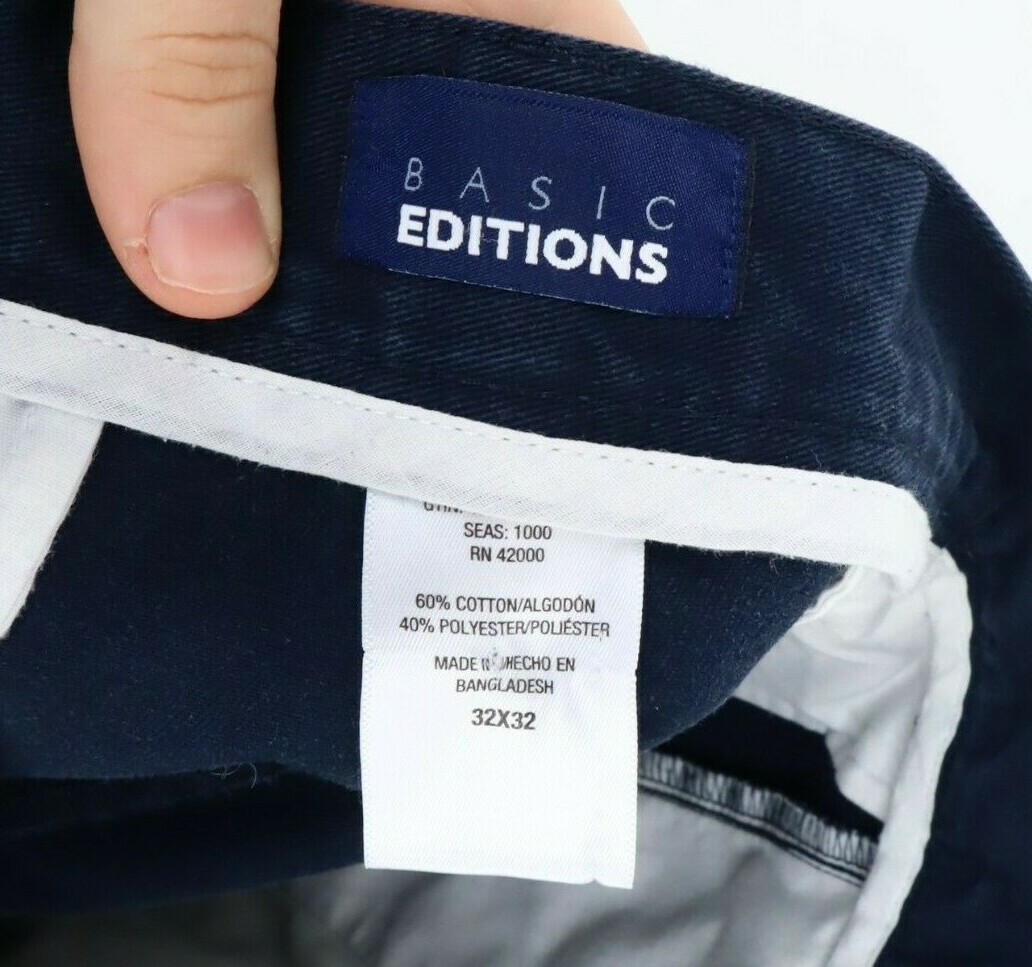 BASIC
EDITIONS
SEAS: 1000
RN 42000
60% COTTON/ALGODÓN
40% POLYESTER/POLIÉSTER
MADE HECHO EN
BANGLADESH
32X32